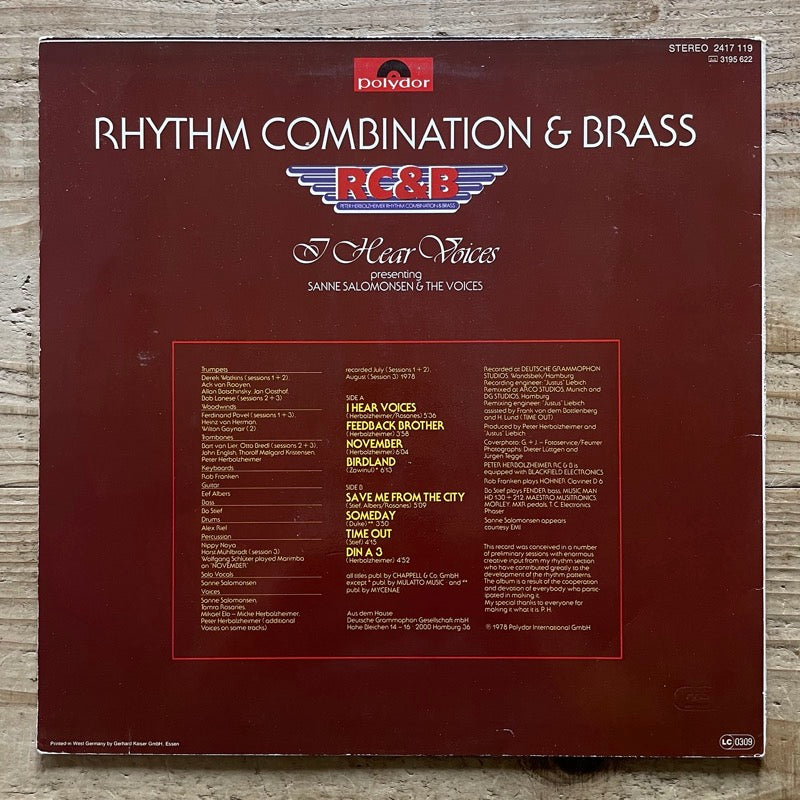 STEREO 2417 119
3195 622
polydor
RHYTHM COMBINATION & BRASS
RC&B
PETER HERBOLZHEIMER RHYTHM COMBINATION & BRASS
I Hear Voices
presenting
SANNE SALOMONSEN & THE VOICES
Trumpets
Derek Watkins (sessions 1 + 2),
Ack van Rooyen,
Allan Botschinsky, Jan Oosthof,
Bob Lanese (sessions 2 + 3)
Woodwinds
Ferdinand Povel (sessions 1 + 3),
Heinz van Herman,
Wilton Gaynair (2)
Trombones
Bart van Lier, Otto Bredl (sessions 2 + 3),
John English, Thoralf Mølgard Kristensen,
Peter Herbolzheimer
Keyboards
Rob Franken
Guitar
Eef Albers
Bass
Bo Stief
Drums
Alex Riel
Percussion
Nippy Noya
Horst Mühlbradt (session 3)
Wolfgang Schlüter played Marimba
on 'NOVEMBER'
Solo Vocals
Sanne Salomonsen
Voices
Sanne Salomonsen,
Tamra Rosanes,
Mikael Ela – Micke Herbolzheimer,
Peter Herbolzheimer (additional
Voices on some tracks)
recorded July (Sessions 1 + 2),
August (Session 3) 1978
SIDE A
I HEAR VOICES
(Herbolzheimer/Rosanes) 5:36
FEEDBACK BROTHER
(Herbolzheimer) 3:58
NOVEMBER
(Herbolzheimer) 6:04
BIRDLAND
(Zawinul) * 6:13
SIDE B
SAVE ME FROM THE CITY
(Stief, Albers/Rosanes) 5:09
SOMEDAY
(Duke) ** 3:50
TIME OUT
(Stief) 4:15
DIN A 3
(Herbolzheimer) 4:52
all titles publ. by CHAPPELL & Co. GmbH
except * publ. by MULATTO MUSIC · and **
publ. by MYCENAE
Aus dem Hause
Deutsche Grammophon Gesellschaft mbH
Hohe Bleichen 14 – 16 · 2000 Hamburg 36
Recorded at DEUTSCHE GRAMMOPHON
STUDIOS, Wandsbek/Hamburg
Recording engineer: "Justus" Liebich
Remixed at ARCO STUDIOS, Munich and
DG STUDIOS, Hamburg
Remixing engineer: "Justus" Liebich
assisted by Frank van dem Bottlenberg
and H. Lund (TIME OUT)
Produced by Peter Herbolzheimer and
"Justus" Liebich
Coverphoto: G. + J. – Fotoservice/Feurrer
Photographs: Dieter Lüttgen and
Jürgen Tegge
PETER HERBOLZHEIMER RC & B is
equipped with BLACKFIELD ELECTRONICS
Rob Franken plays HOHNER Clavinet D 6
Bo Stief plays FENDER bass, MUSIC MAN
HD 130 + 212, MAESTRO MUSITRONICS,
MORLEY, MXR pedals, T. C. Electronics
Phaser
Sanne Salomonsen appears
courtesy EMI
This record was conceived in a number
of preliminary sessions with enormous
creative input from my rhythm section
who have contributed greatly to the
development of the rhythm patterns.
The album is a result of the cooperation
and devotion of everybody who partic-
ipated in making it.
My special thanks to everyone for
making it what it is. P. H.
℗ 1978 Polydor International GmbH
Printed in West Germany by Gerhard Kaiser GmbH, Essen
LC 0309